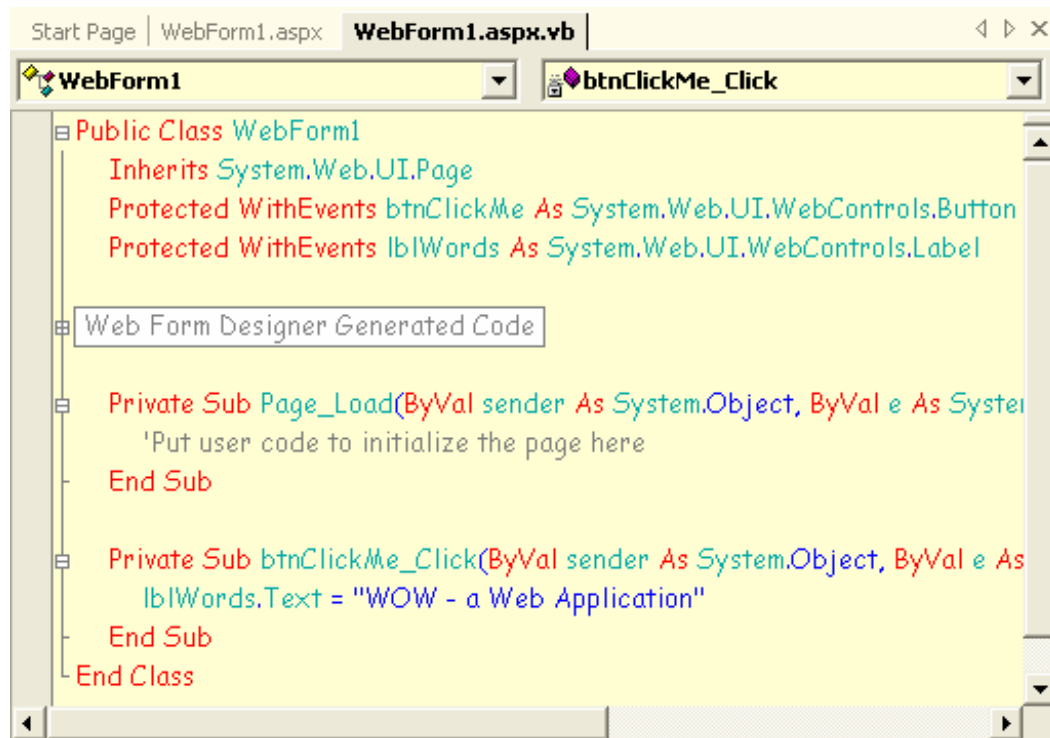 Start Page WebForm1.aspx WebForm1.aspx.vb
WebForm1 btnClickMe_Click
Public Class WebForm1
Inherits System.Web.UI.Page
Protected WithEvents btnClickMe As System.Web.UI.WebControls.Button
Protected WithEvents lblWords As System.Web.UI.WebControls.Label
Web Form Designer Generated Code
Private Sub Page_Load(ByVal sender As System.Object, ByVal e As
'Put user code to initialize the page here
End Sub
Private Sub btnClickMe_Click(ByVal sender As System.Object, ByVal e As
lblWords.Text = "WOW - a Web Application"
End Sub
End Class